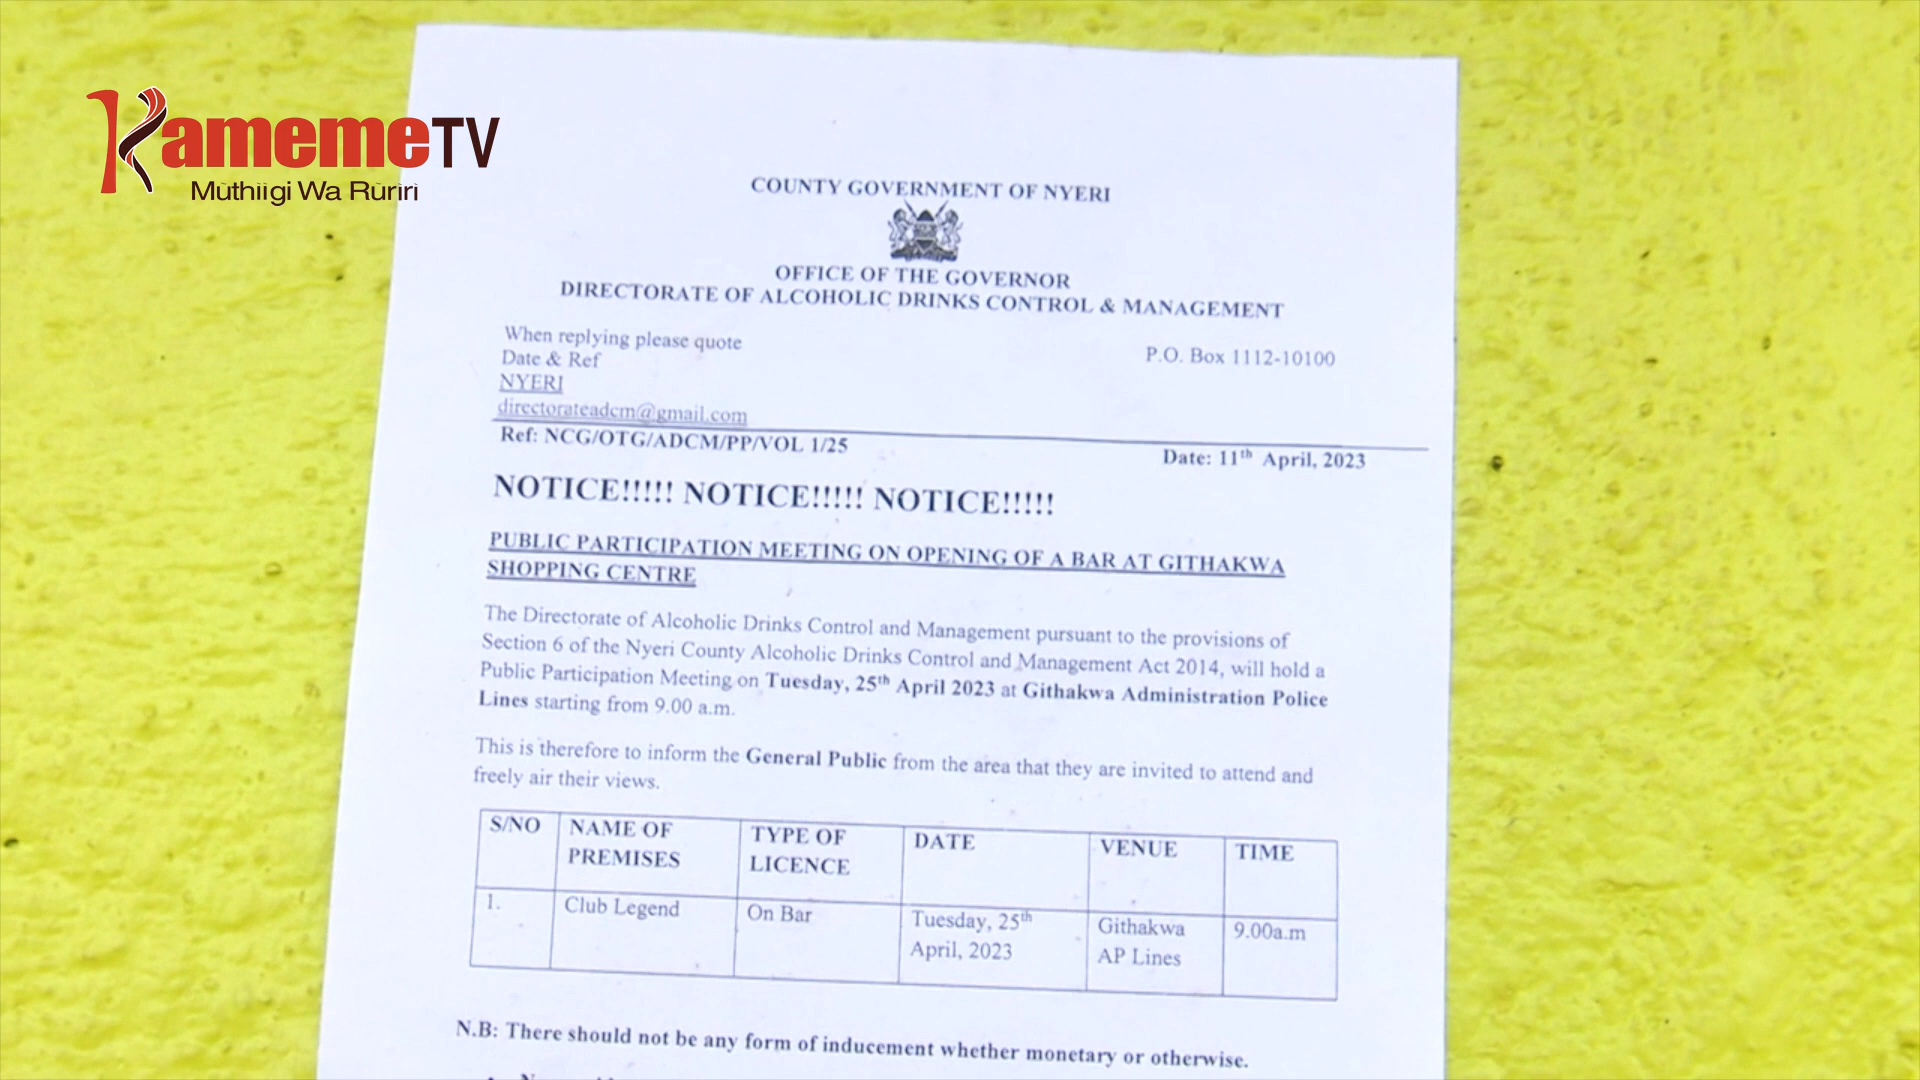 Kameme TV
Mũthiigi Wa Rũrĩrĩ
COUNTY GOVERNMENT OF NYERI
OFFICE OF THE GOVERNOR
DIRECTORATE OF ALCOHOLIC DRINKS CONTROL & MANAGEMENT
When replying please quote
Date & Ref
P.O. Box 1112-10100
NYERI
directorateadcm@gmail.com
Ref: NCG/OTG/ADCM/PP/VOL 1/25
Date: 11th April, 2023
NOTICE!!!!! NOTICE!!!!! NOTICE!!!!!
PUBLIC PARTICIPATION MEETING ON OPENING OF A BAR AT GITHAKWA
SHOPPING CENTRE
The Directorate of Alcoholic Drinks Control and Management pursuant to the provisions of
Section 6 of the Nyeri County Alcoholic Drinks Control and Management Act 2014, will hold a
Public Participation Meeting on Tuesday, 25th April 2023 at Githakwa Administration Police
Lines starting from 9.00 a.m.
This is therefore to inform the General Public from the area that they are invited to attend and
freely air their views.
S/NO NAME OF PREMISES TYPE OF LICENCE DATE VENUE TIME
1. Club Legend On Bar Tuesday, 25th April, 2023 Githakwa AP Lines 9.00a.m
N.B: There should not be any form of inducement whether monetary or otherwise.